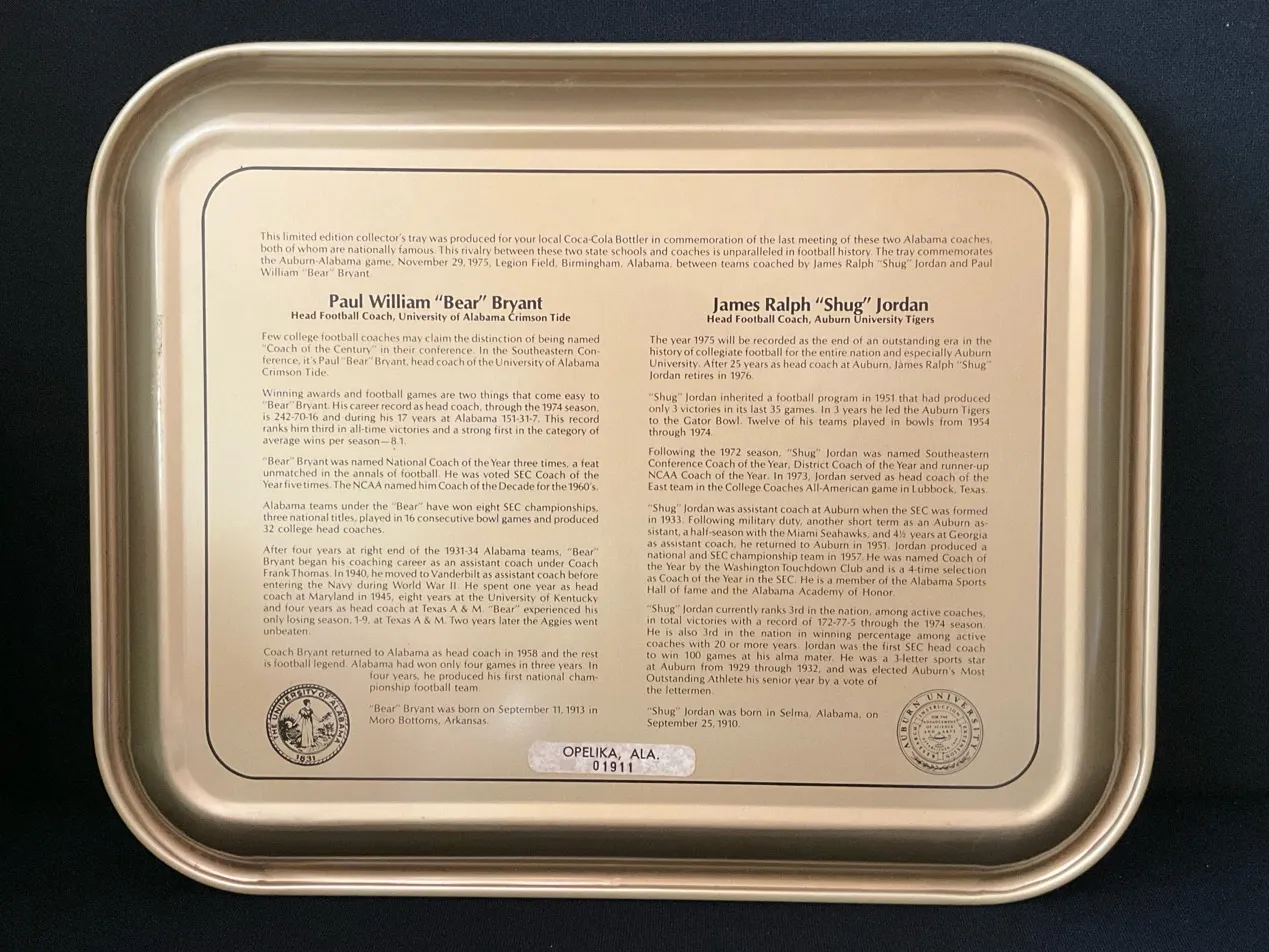 This limited edition collector's tray was produced for your local Coca-Cola Bottler in commemoration of the last meeting of these two Alabama coaches,
both of whom are nationally famous. This rivalry between these two state schools and coaches is unparalleled in football history. The tray commemorates
the Auburn-Alabama game, November 29, 1975, Legion Field, Birmingham, Alabama, between teams coached by James Ralph "Shug" Jordan and Paul
William "Bear" Bryant.
Paul William "Bear" Bryant
Head Football Coach, University of Alabama Crimson Tide
Few college football coaches may claim the distinction of being named
"Coach of the Century" in their conference. In the Southeastern Con-
ference, it's Paul "Bear" Bryant, head coach of the University of Alabama
Crimson Tide.
Winning awards and football games are two things that come easy to
"Bear" Bryant. His career record as head coach, through the 1974 season,
is 242-70-16 and during his 17 years at Alabama 151-31-7. This record
ranks him third in all-time victories and a strong first in the category of
average wins per season—8.1.
"Bear" Bryant was named National Coach of the Year three times, a feat
unmatched in the annals of football. He was voted SEC Coach of the
Year five times. The NCAA named him Coach of the Decade for the 1960's.
Alabama teams under the "Bear" have won eight SEC championships,
three national titles, played in 16 consecutive bowl games and produced
32 college head coaches.
After four years at right end of the 1931-34 Alabama teams, "Bear"
Bryant began his coaching career as an assistant coach under Coach
Frank Thomas. In 1940, he moved to Vanderbilt as assistant coach before
entering the Navy during World War II. He spent one year as head
coach at Maryland in 1945, eight years at the University of Kentucky
and four years as head coach at Texas A & M. "Bear" experienced his
only losing season, 1-9, at Texas A & M. Two years later the Aggies went
unbeaten.
Coach Bryant returned to Alabama as head coach in 1958 and the rest
is football legend. Alabama had won only four games in three years. In
four years, he produced his first national cham-
pionship football team.
"Bear" Bryant was born on September 11, 1913 in
Moro Bottoms, Arkansas.
THE UNIVERSITY OF ALABAMA
1831
James Ralph "Shug" Jordan
Head Football Coach, Auburn University Tigers
The year 1975 will be recorded as the end of an outstanding era in the
history of collegiate football for the entire nation and especially Auburn
University. After 25 years as head coach at Auburn, James Ralph "Shug"
Jordan retires in 1976.
"Shug" Jordan inherited a football program in 1951 that had produced
only 3 victories in its last 35 games. In 3 years he led the Auburn Tigers
to the Gator Bowl. Twelve of his teams played in bowls from 1954
through 1974.
Following the 1972 season, "Shug" Jordan was named Southeastern
Conference Coach of the Year, District Coach of the Year and runner-up
NCAA Coach of the Year. In 1973, Jordan served as head coach of the
East team in the College Coaches All-American game in Lubbock, Texas.
"Shug" Jordan was assistant coach at Auburn when the SEC was formed
in 1933. Following military duty, another short term as an Auburn as-
sistant, a half-season with the Miami Seahawks, and 4½ years at Georgia
as assistant coach, he returned to Auburn in 1951. Jordan produced a
national and SEC championship team in 1957. He was named Coach of
the Year by the Washington Touchdown Club and is a 4-time selection
as Coach of the Year in the SEC. He is a member of the Alabama Sports
Hall of fame and the Alabama Academy of Honor.
"Shug" Jordan currently ranks 3rd in the nation, among active coaches,
in total victories with a record of 172-77-5 through the 1974 season.
He is also 3rd in the nation in winning percentage among active
coaches with 20 or more years. Jordan was the first SEC head coach
to win 100 games at his alma mater. He was a 3-letter sports star
at Auburn from 1929 through 1932, and was elected Auburn's Most
Outstanding Athlete his senior year by a vote of
the lettermen.
"Shug" Jordan was born in Selma, Alabama, on
September 25, 1910.
AUBURN UNIVERSITY
INSTRUCTION
FOR THE
ADVANCEMENT
OF SCIENCE
AND ARTS
OPELIKA, ALA.
01911